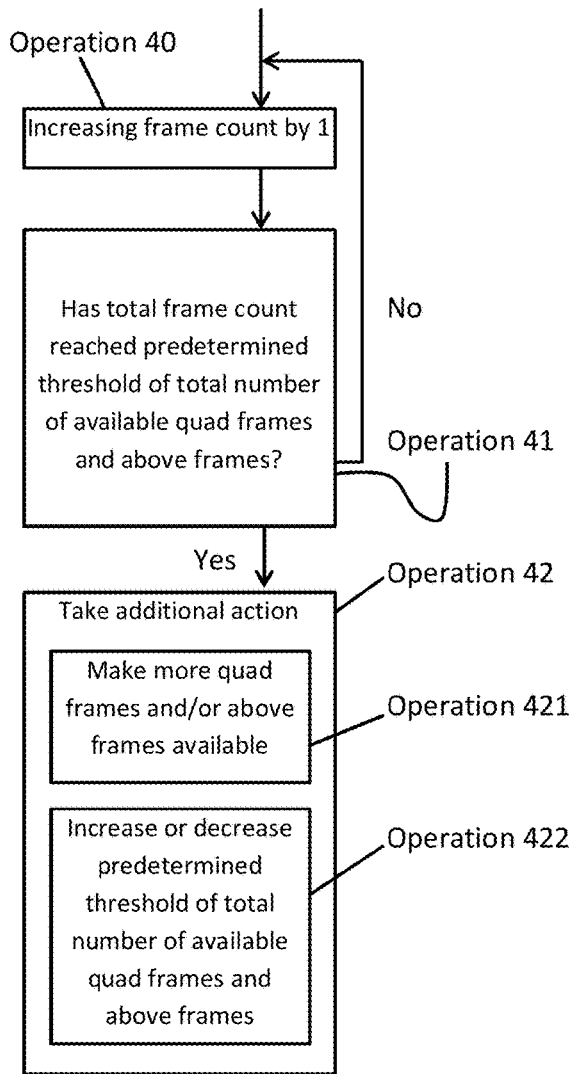 Operation 40
Increasing frame count by 1
Has total frame count
reached predetermined
threshold of total number
of available quad frames
and above frames?
No
Operation 41
Yes
Operation 42
Take additional action
Make more quad
frames and/or above
frames available
Operation 421
Increase or decrease
predetermined
threshold of total
number of available
quad frames and
above frames
Operation 422